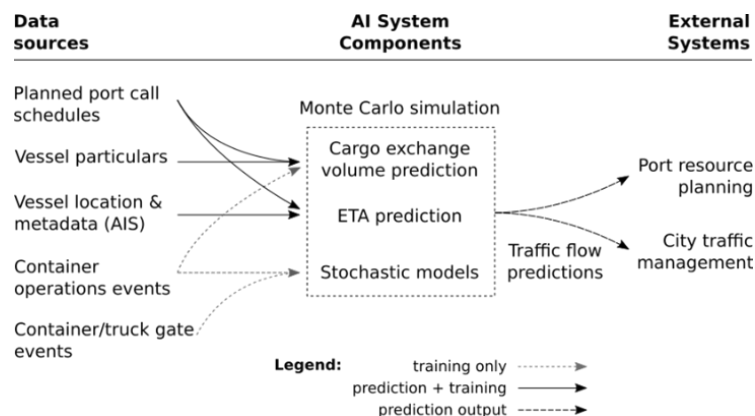 Data
sources
AI System
Components
External
Systems
Planned port call
schedules
Vessel particulars
Vessel location &
metadata (AIS)
Container
operations events
Container/truck gate
events
Monte Carlo simulation
Cargo exchange
volume prediction
ETA prediction
Stochastic models
Traffic flow
predictions
Port resource
planning
City traffic
management
Legend:
training only
prediction + training
prediction output